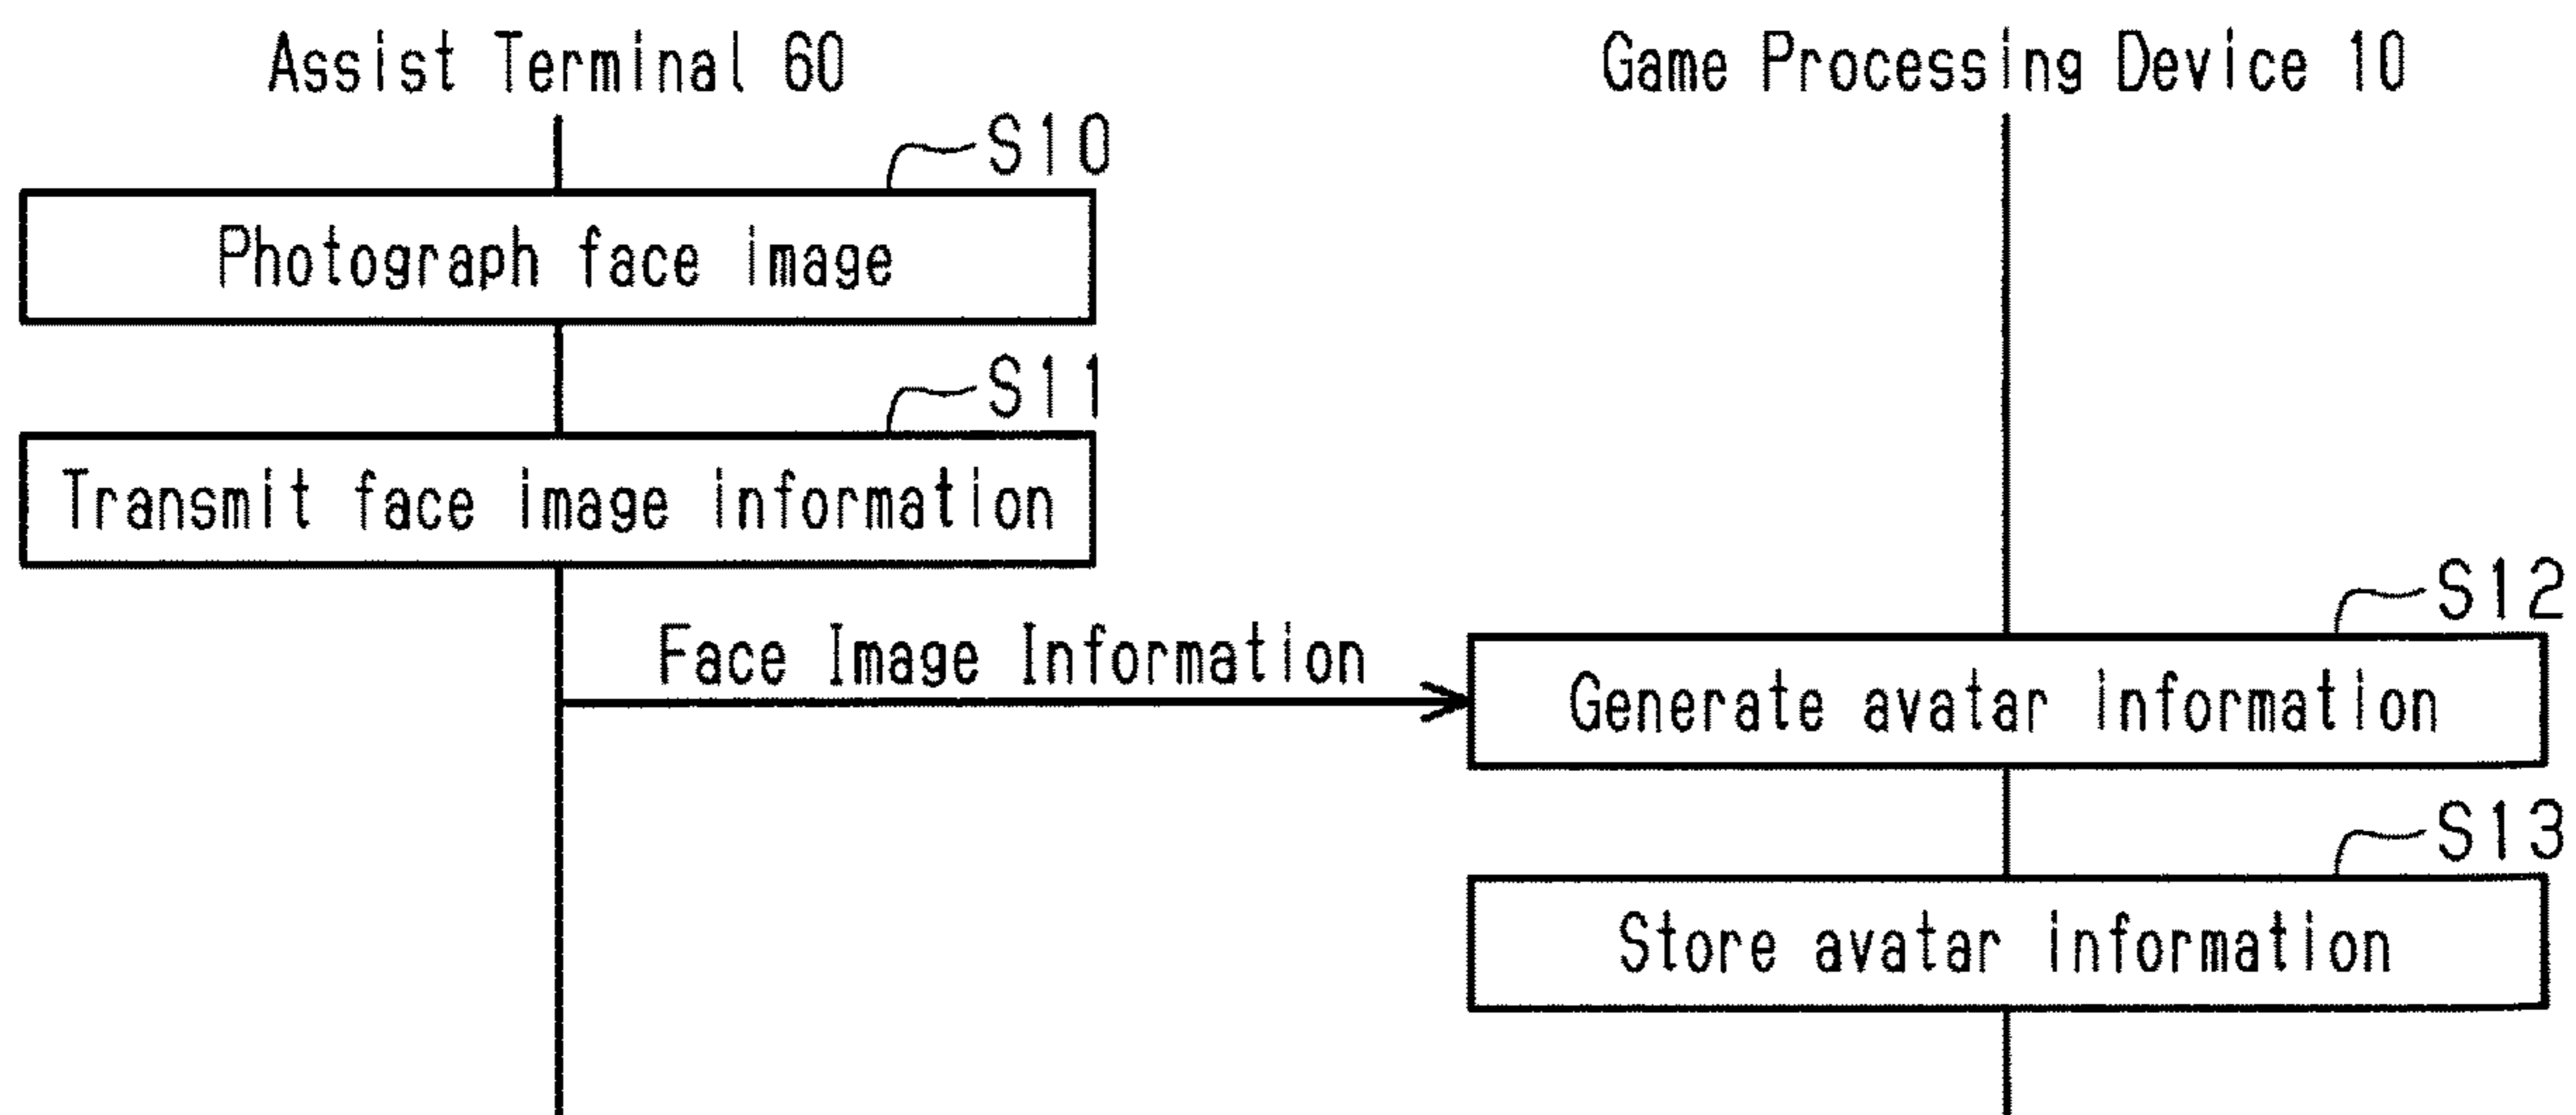 Assist Terminal 60
Game Processing Device 10
S10
Photograph face image
S11
Transmit face image information
Face Image Information
S12
Generate avatar information
S13
Store avatar information